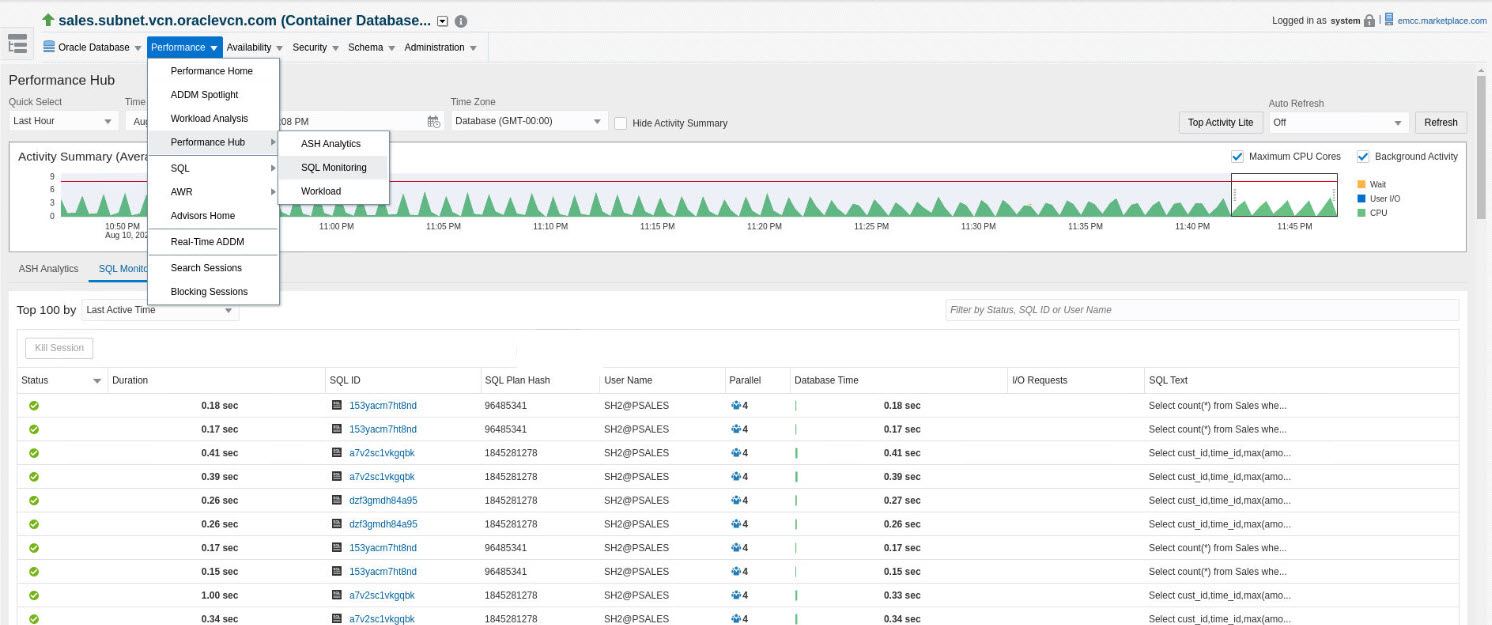 sales.subnet.vcn.oraclevcn.com (Container Database...
Logged in as system
emcc.marketplace.com
Oracle Database Performance Availability Security Schema Administration
Performance Home
ADDM Spotlight
Workload Analysis
Performance Hub
SQL
AWR
Advisors Home
Real-Time ADDM
Search Sessions
Blocking Sessions
ASH Analytics
SQL Monitoring
Workload
Performance Hub
Quick Select Time Time Zone Auto Refresh
Last Hour Aug :08 PM Database (GMT-00:00) Hide Activity Summary Top Activity Lite Off Refresh
Activity Summary (Avera
Maximum CPU Cores Background Activity
9
6
3
0
Wait
User I/O
CPU
10:50 PM 11:00 PM 11:05 PM 11:10 PM 11:15 PM 11:20 PM 11:25 PM 11:30 PM 11:35 PM 11:40 PM 11:45 PM
Aug 10, 202
ASH Analytics SQL Monito
Top 100 by Last Active Time Filter by Status, SQL ID or User Name
Kill Session
Status Duration SQL ID SQL Plan Hash User Name Parallel Database Time I/O Requests SQL Text
0.18 sec 153yacm7ht8nd 96485341 SH2@PSALES 4 0.18 sec Select count(*) from Sales whe...
0.17 sec 153yacm7ht8nd 96485341 SH2@PSALES 4 0.17 sec Select count(*) from Sales whe...
0.41 sec a7v2sc1vkgqbk 1845281278 SH2@PSALES 4 0.41 sec Select cust_id,time_id,max(amo...
0.39 sec a7v2sc1vkgqbk 1845281278 SH2@PSALES 4 0.39 sec Select cust_id,time_id,max(amo...
0.26 sec dzf3gmdh84a95 1845281278 SH2@PSALES 4 0.27 sec Select cust_id,time_id,max(amo...
0.26 sec dzf3gmdh84a95 1845281278 SH2@PSALES 4 0.26 sec Select cust_id,time_id,max(amo...
0.17 sec 153yacm7ht8nd 96485341 SH2@PSALES 4 0.17 sec Select count(*) from Sales whe...
0.15 sec 153yacm7ht8nd 96485341 SH2@PSALES 4 0.15 sec Select count(*) from Sales whe...
1.00 sec a7v2sc1vkgqbk 1845281278 SH2@PSALES 4 0.33 sec Select cust_id,time_id,max(amo...
0.34 sec a7v2sc1vkgqbk 1845281278 SH2@PSALES 4 0.34 sec Select cust_id,time_id,max(amo...